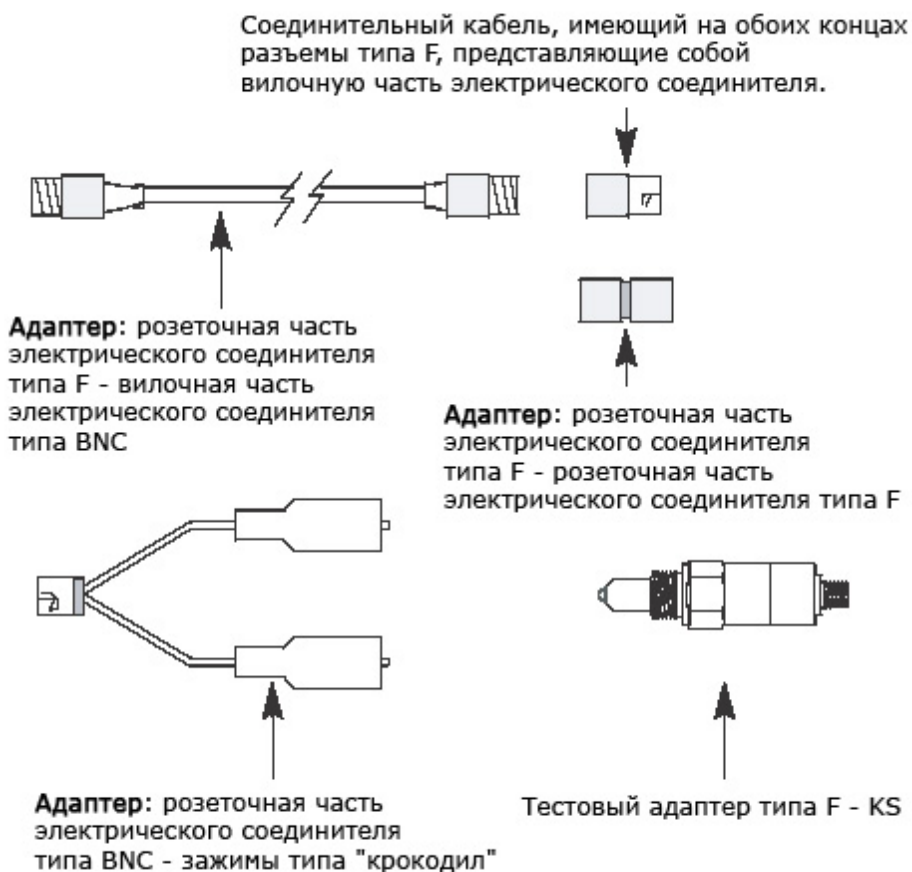 Соединительный кабель, имеющий на обоих концах
разъемы типа F, представляющие собой
вилочную часть электрического соединителя.
Адаптер: розеточная часть
электрического соединителя
типа F - вилочная часть
электрического соединителя
типа BNC
Адаптер: розеточная часть
электрического соединителя
типа F - розеточная часть
электрического соединителя типа F
Адаптер: розеточная часть
электрического соединителя
типа BNC - зажимы типа "крокодил"
Тестовый адаптер типа F - KS